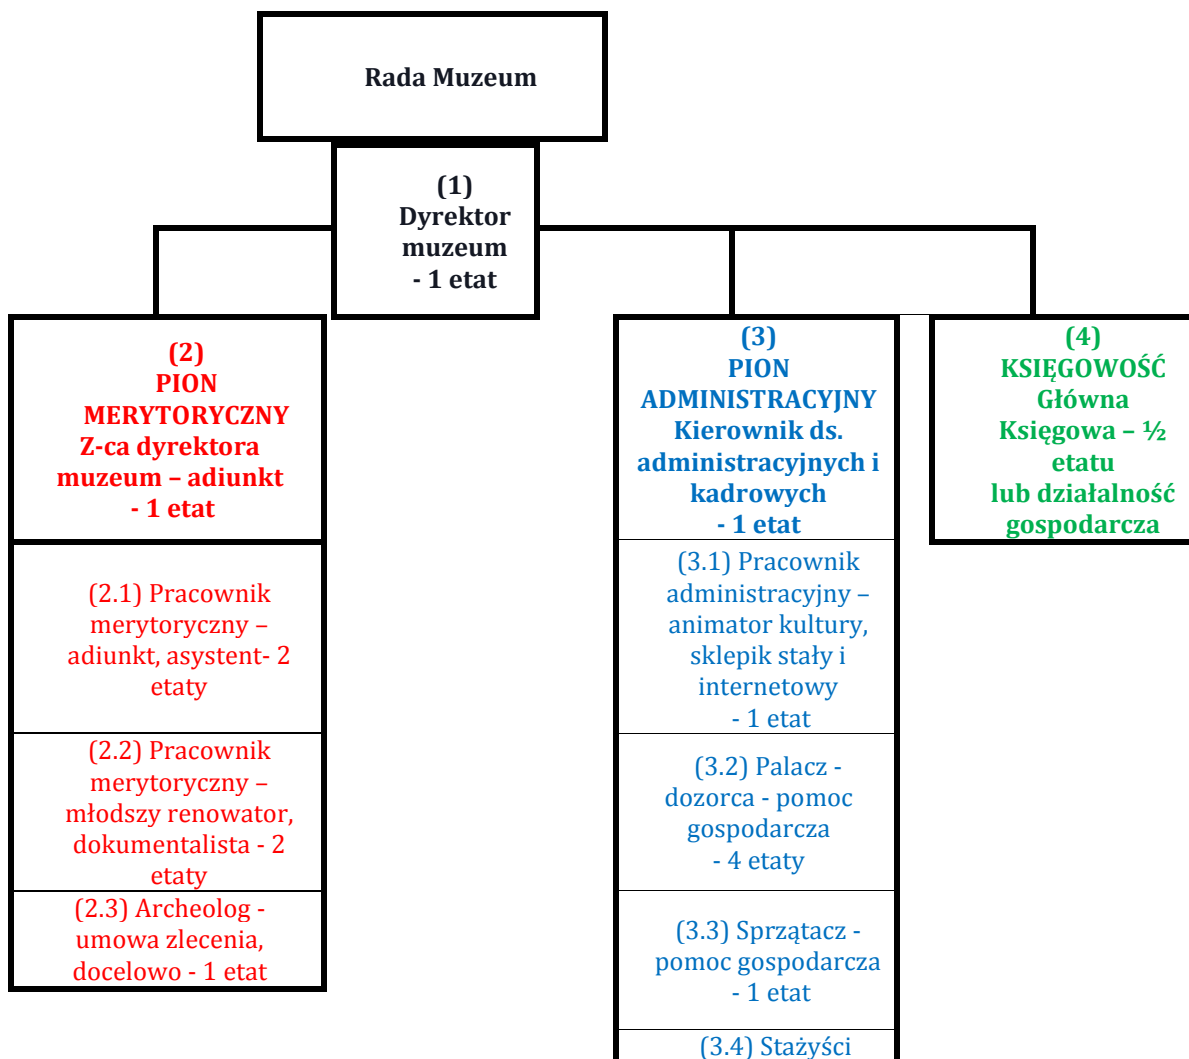 Rada Muzeum
(1)
Dyrektor
muzeum
- 1 etat
(2)
PION
MERYTORYCZNY
Z-ca dyrektora
muzeum – adiunkt
- 1 etat
(2.1) Pracownik
merytoryczny –
adiunkt, asystent- 2
etaty
(2.2) Pracownik
merytoryczny –
młodszy renowator,
dokumentalista - 2
etaty
(2.3) Archeolog -
umowa zlecenia,
docelowo - 1 etat
(3)
PION
ADMINISTRACYJNY
Kierownik ds.
administracyjnych i
kadrowych
- 1 etat
(3.1) Pracownik
administracyjny –
animator kultury,
sklepik stały i
internetowy
- 1 etat
(3.2) Palacz -
dozorca - pomoc
gospodarcza
- 4 etaty
(3.3) Sprzątacz -
pomoc gospodarcza
- 1 etat
(3.4) Stażyści
(4)
KSIĘGOWOŚĆ
Główna
Księgowa – ½
etatu
lub działalność
gospodarcza